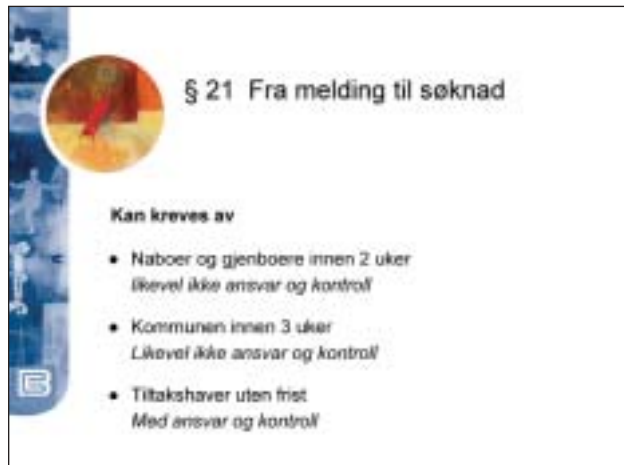 § 21 Fra melding til søknad
Kan kreves av
• Naboer og gjenboere innen 2 uker
likevel ikke ansvar og kontroll
• Kommunen innen 3 uker
Likevel ikke ansvar og kontroll
• Tiltakshaver uten frist
Med ansvar og kontroll